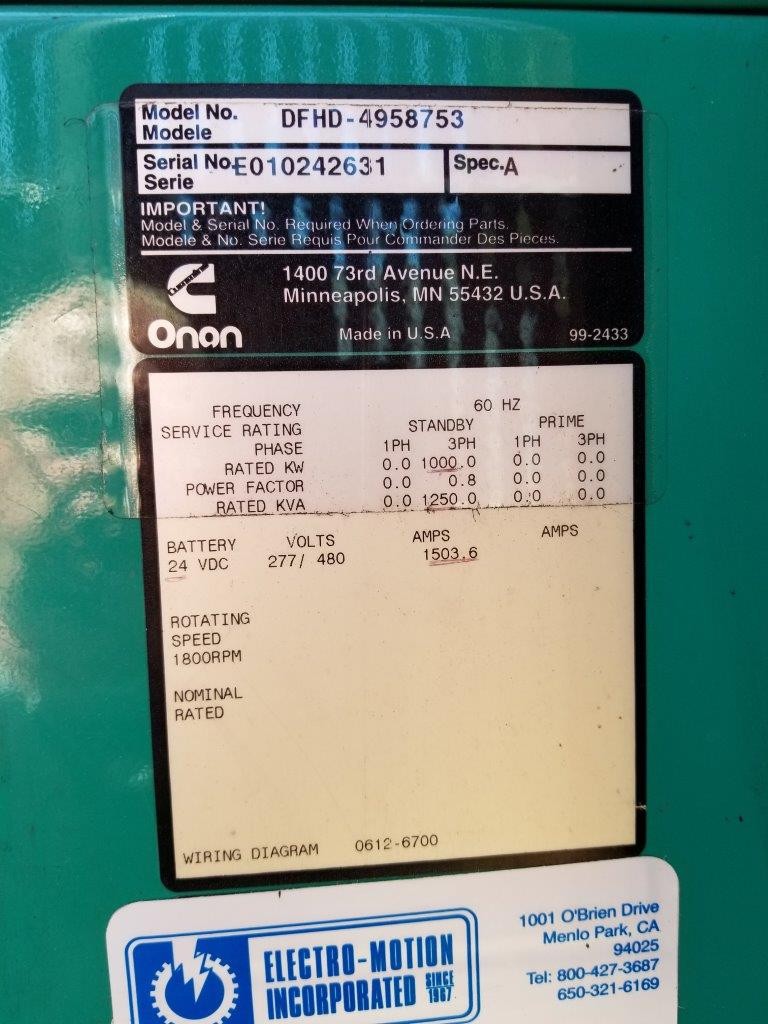 Model No. DFHD-4958753
Modele
Serial No. E010242631 Spec. A
Serie
IMPORTANT!
Model & Serial No. Required When Ordering Parts.
Modele & No. Serie Requis Pour Commander Des Pieces.
1400 73rd Avenue N.E.
Minneapolis, MN 55432 U.S.A.
Onan Made in U.S.A 99-2433
FREQUENCY 60 HZ
SERVICE RATING STANDBY PRIME
PHASE 1PH 3PH 1PH 3PH
RATED KW 0.0 1000.0 0.0 0.0
POWER FACTOR 0.0 0.8 0.0 0.0
RATED KVA 0.0 1250.0 0.0 0.0
BATTERY VOLTS AMPS AMPS
24 VDC 277/ 480 1503.6
ROTATING
SPEED
1800RPM
NOMINAL
RATED
WIRING DIAGRAM 0612-6700
ELECTRO-MOTION
INCORPORATED SINCE 1967
1001 O'Brien Drive
Menlo Park, CA
94025
Tel: 800-427-3687
650-321-6169